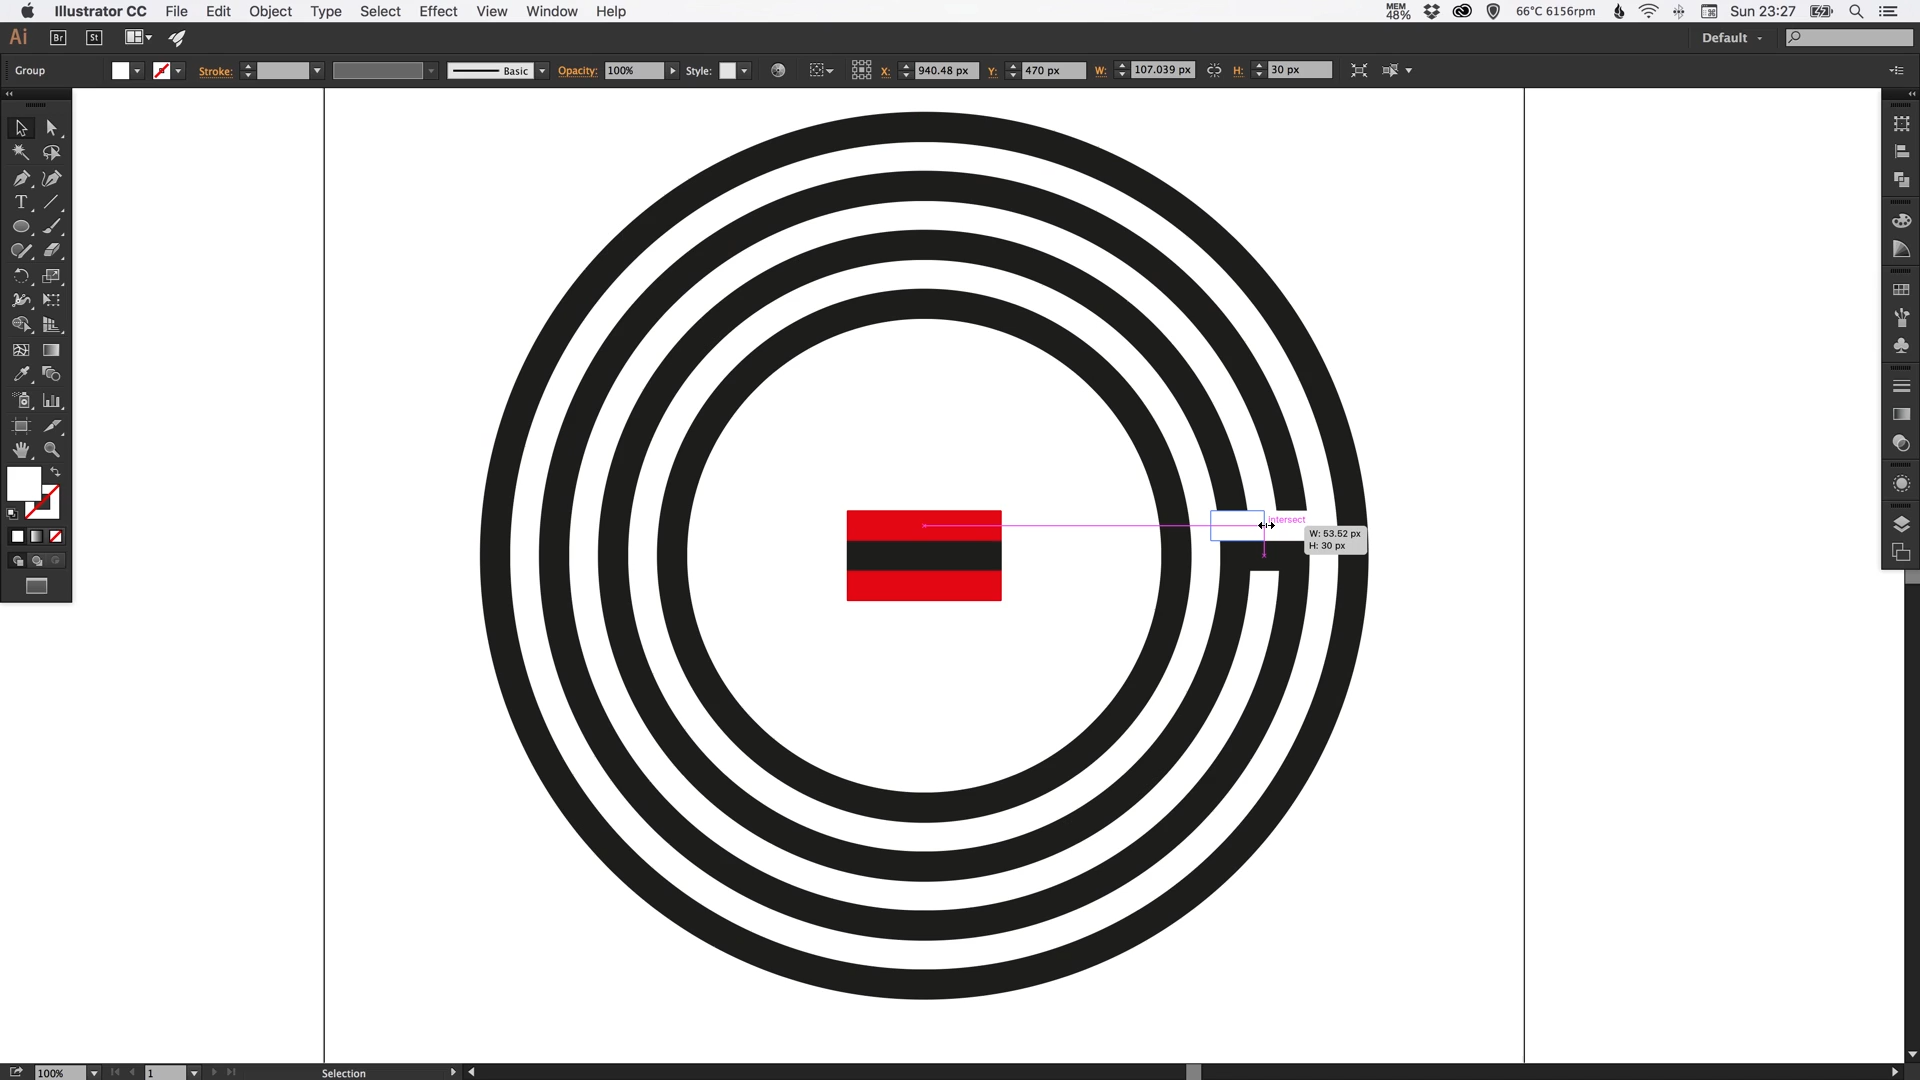 Illustrator CC File Edit Object Type Select Effect View Window Help MEM 48% 66°C 6156rpm Sun 23:27
Ai Br St Default
Group Stroke: Basic Opacity: 100% Style: X: 940.48 px Y: 470 px W: 107.039 px H: 30 px
T
Intersect
W: 53.52 px
H: 30 px
100% 1 Selection